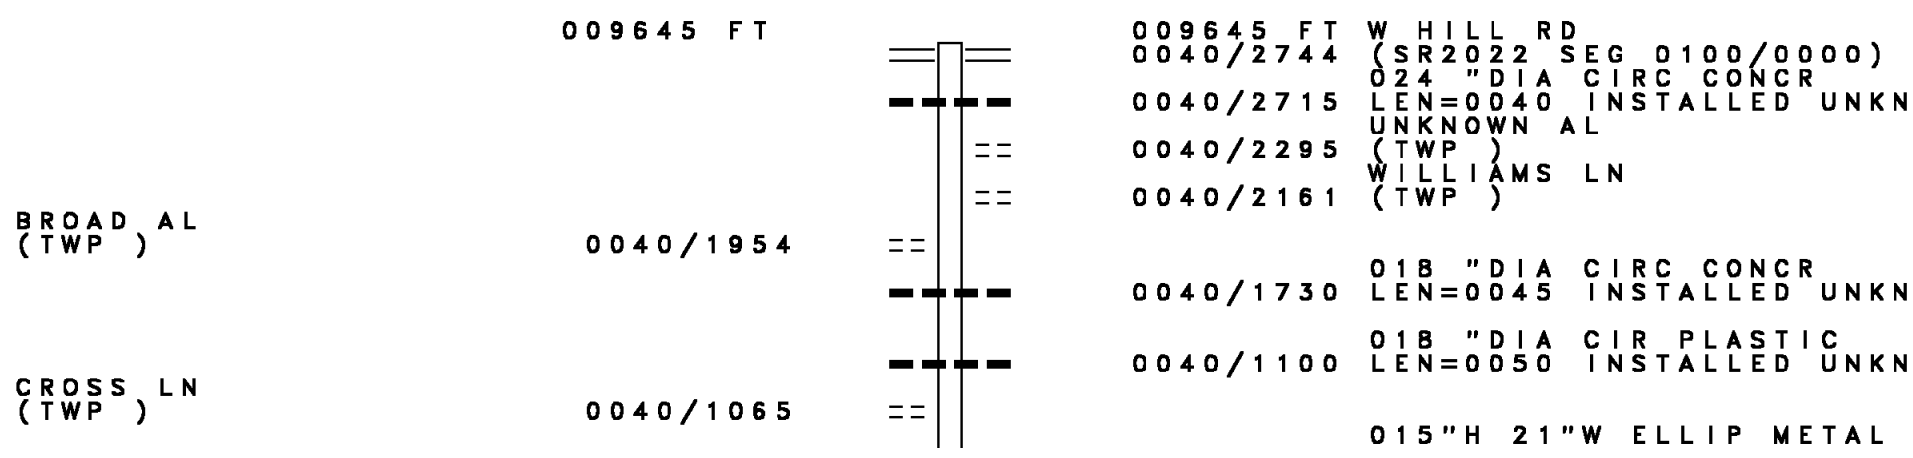 009645 FT 009645 FT W HILL RD
0040/2744 (SR2022 SEG 0100/0000)
024 "DIA CIRC CONCR
0040/2715 LEN=0040 INSTALLED UNKN
UNKNOWN AL
0040/2295 (TWP )
WILLIAMS LN
0040/2161 (TWP )
BROAD AL
(TWP ) 0040/1954
018 "DIA CIRC CONCR
0040/1730 LEN=0045 INSTALLED UNKN
018 "DIA CIR PLASTIC
0040/1100 LEN=0050 INSTALLED UNKN
CROSS LN
(TWP ) 0040/1065
015"H 21"W ELLIP METAL